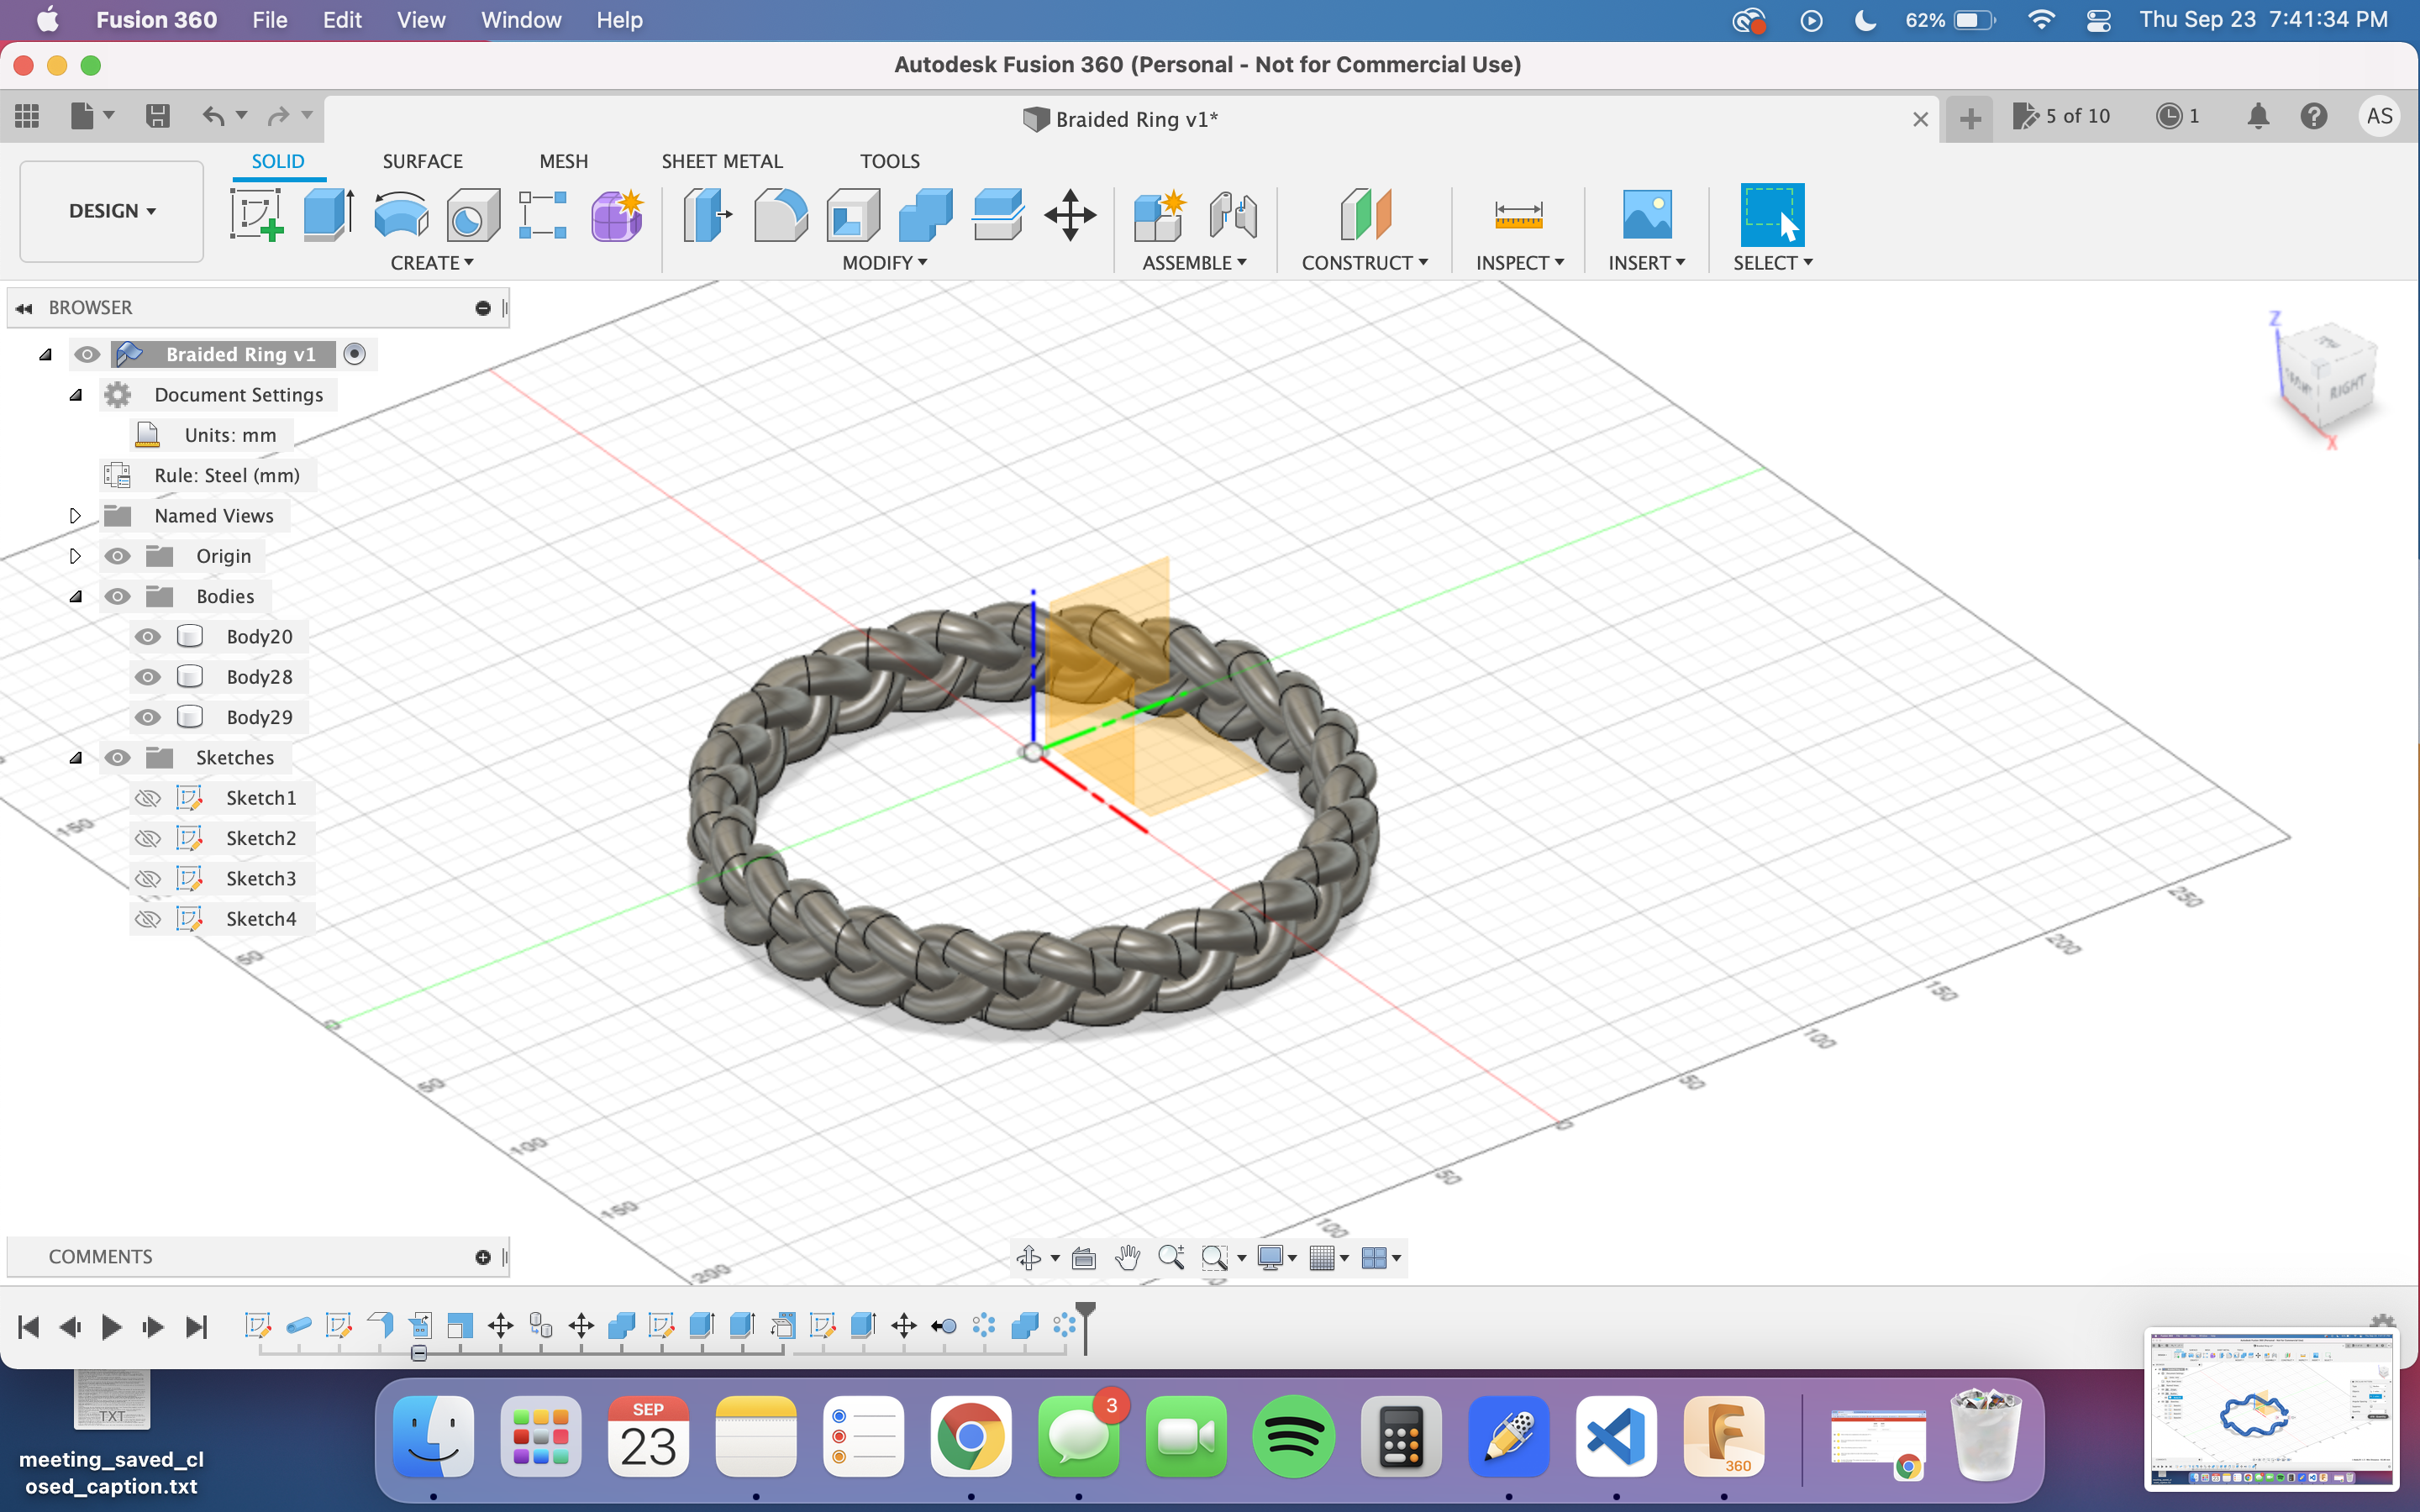 Fusion 360 File Edit View Window Help 62% Thu Sep 23 7:41:34 PM
Autodesk Fusion 360 (Personal - Not for Commercial Use)
Braided Ring v1* 5 of 10 1 AS
SOLID SURFACE MESH SHEET METAL TOOLS
DESIGN
CREATE MODIFY ASSEMBLE CONSTRUCT INSPECT INSERT SELECT
BROWSER
Braided Ring v1
Document Settings
Units: mm
Rule: Steel (mm)
Named Views
Origin
Bodies
Body20
Body28
Body29
Sketches
Sketch1
Sketch2
Sketch3
Sketch4
Z
FRONT RIGHT
X
150
50
0
50
100
150
200
250
200
150
100
50
0
50
100
COMMENTS
TXT
meeting_saved_cl
osed_caption.txt
SEP
23
3
360